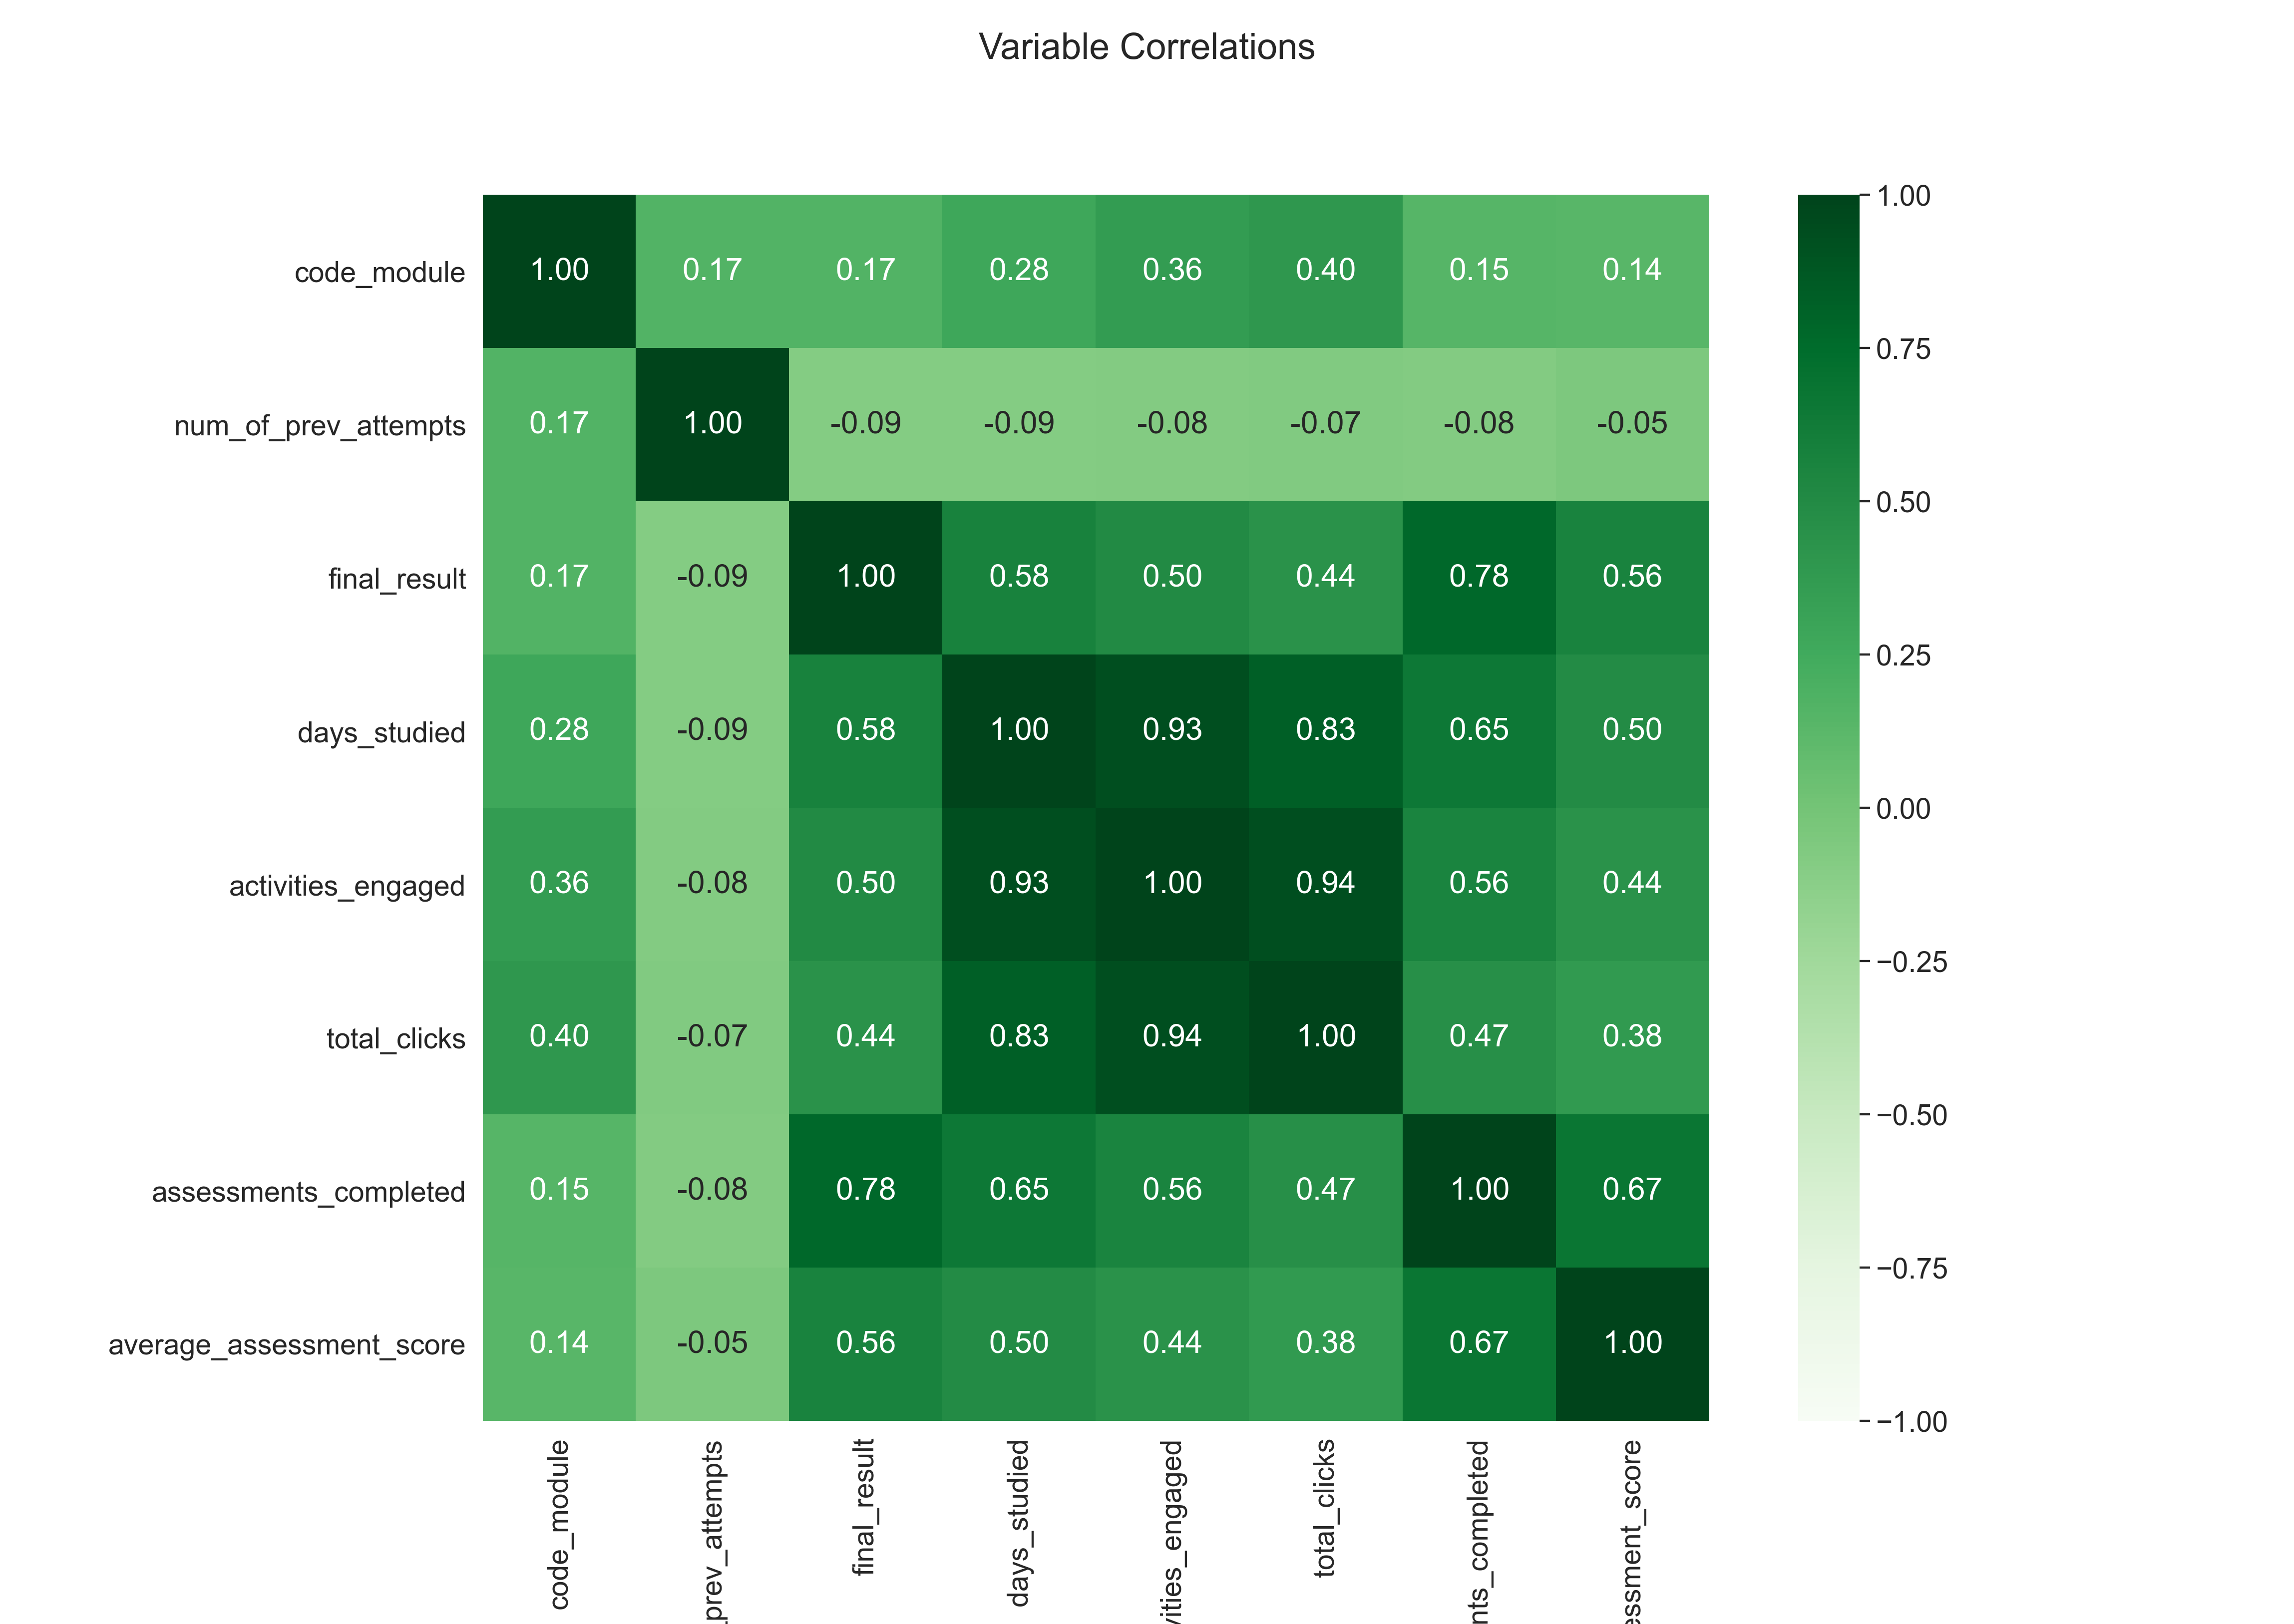 Variable Correlations
code_module 1.00 0.17 0.17 0.28 0.36 0.40 0.15 0.14
num_of_prev_attempts 0.17 1.00 -0.09 -0.09 -0.08 -0.07 -0.08 -0.05
final_result 0.17 -0.09 1.00 0.58 0.50 0.44 0.78 0.56
days_studied 0.28 -0.09 0.58 1.00 0.93 0.83 0.65 0.50
activities_engaged 0.36 -0.08 0.50 0.93 1.00 0.94 0.56 0.44
total_clicks 0.40 -0.07 0.44 0.83 0.94 1.00 0.47 0.38
assessments_completed 0.15 -0.08 0.78 0.65 0.56 0.47 1.00 0.67
average_assessment_score 0.14 -0.05 0.56 0.50 0.44 0.38 0.67 1.00
code_module
_prev_attempts
final_result
days_studied
vities_engaged
total_clicks
nts_completed
essment_score
1.00
0.75
0.50
0.25
0.00
−0.25
−0.50
−0.75
−1.00